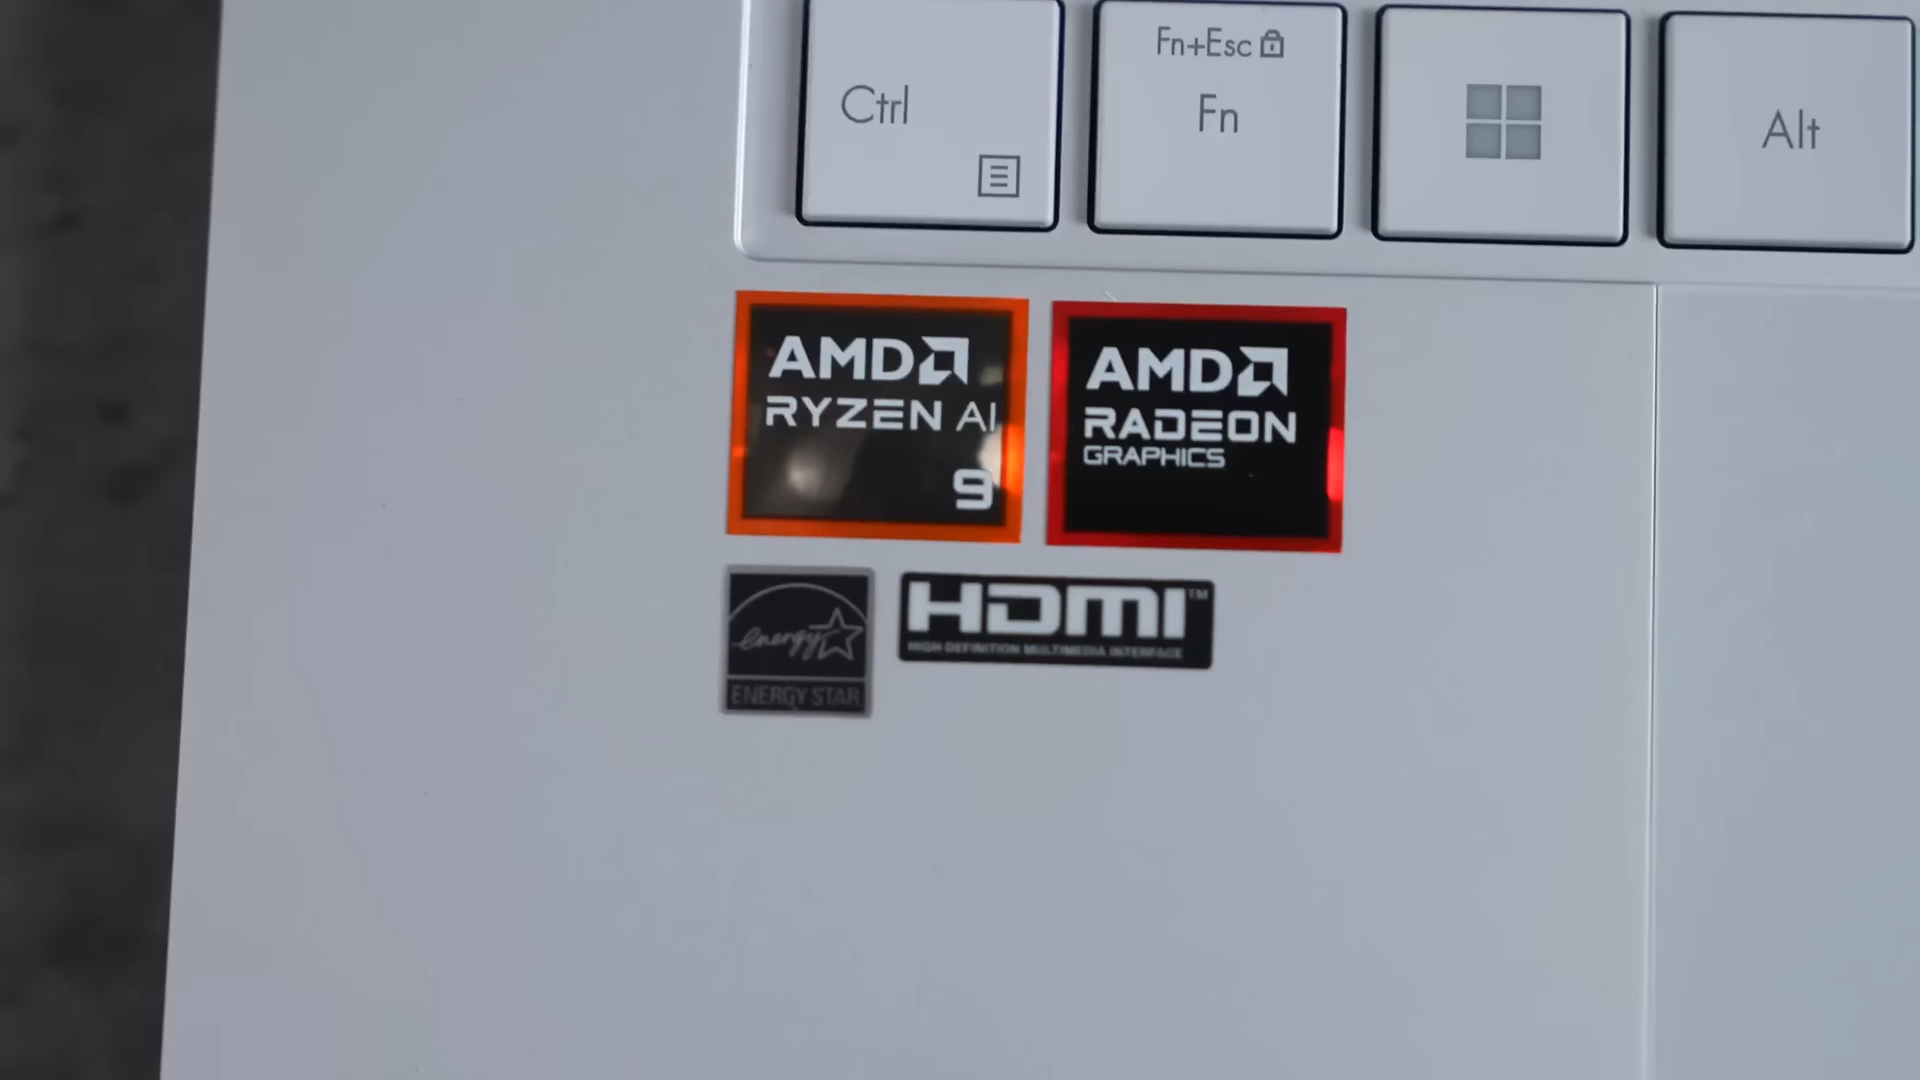 Ctrl
Fn+Esc
Fn
Alt
AMD
RYZEN AI
9
AMD
RADEON
GRAPHICS
energy
ENERGY STAR
HDMI™
HIGH-DEFINITION MULTIMEDIA INTERFACE